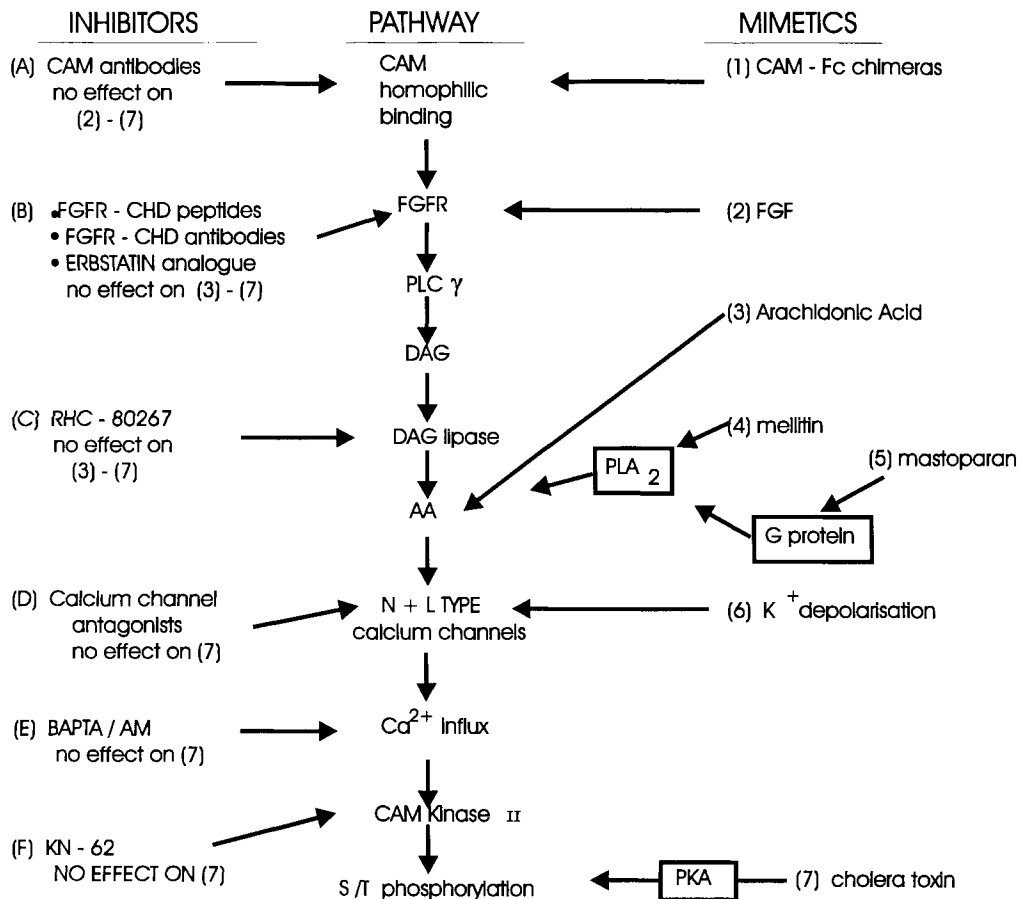 INHIBITORS
PATHWAY
MIMETICS
(A) CAM antibodies
no effect on
(2) - (7)
CAM
homophilic
binding
(1) CAM - Fc chimeras
(B) •FGFR - CHD peptides
• FGFR - CHD antibodies
• ERBSTATIN analogue
no effect on (3) - (7)
FGFR
(2) FGF
PLC γ
(3) Arachidonic Acid
DAG
(C) RHC - 80267
no effect on
(3) - (7)
DAG lipase
(4) mellitin
PLA 2
(5) mastoparan
G protein
AA
(D) Calcium channel
antagonists
no effect on (7)
N + L TYPE
calcium channels
(6) K + depolarisation
(E) BAPTA / AM
no effect on (7)
Ca2+ influx
CAM Kinase II
(F) KN - 62
NO EFFECT ON (7)
S /T phosphorylation
PKA
(7) cholera toxin